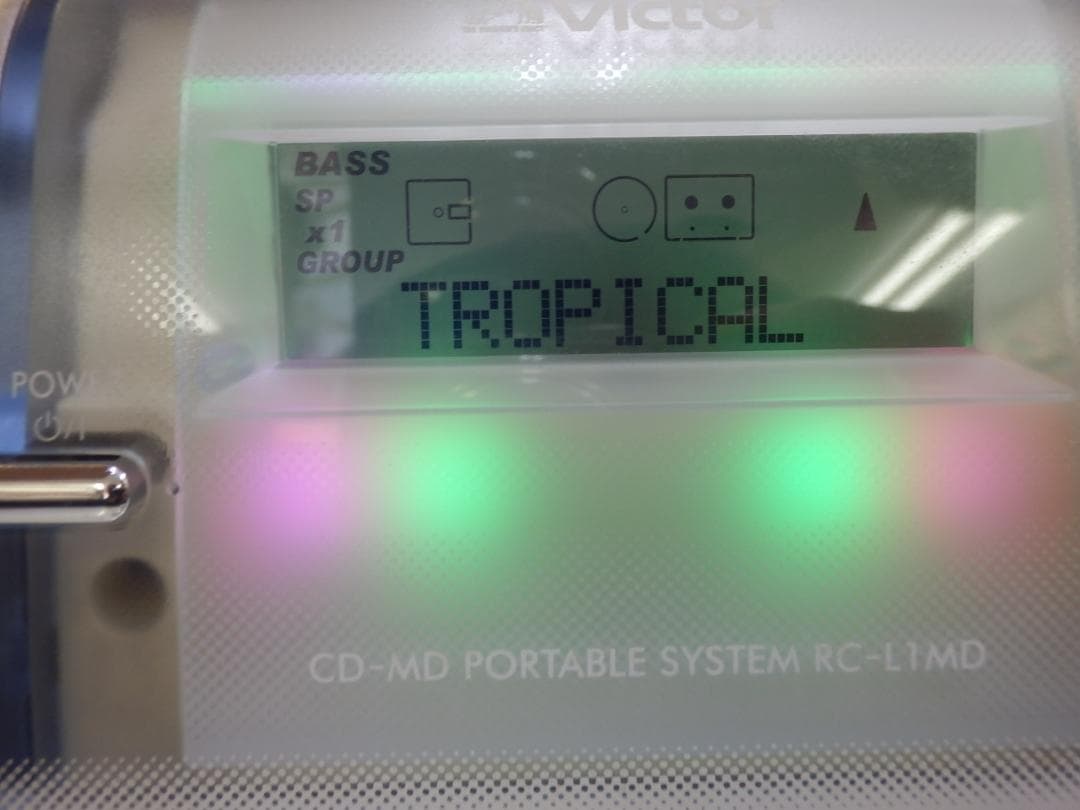 Victor
BASS
SP
x1
GROUP
TROPICAL
POWER
CD-MD PORTABLE SYSTEM RC-L1MD